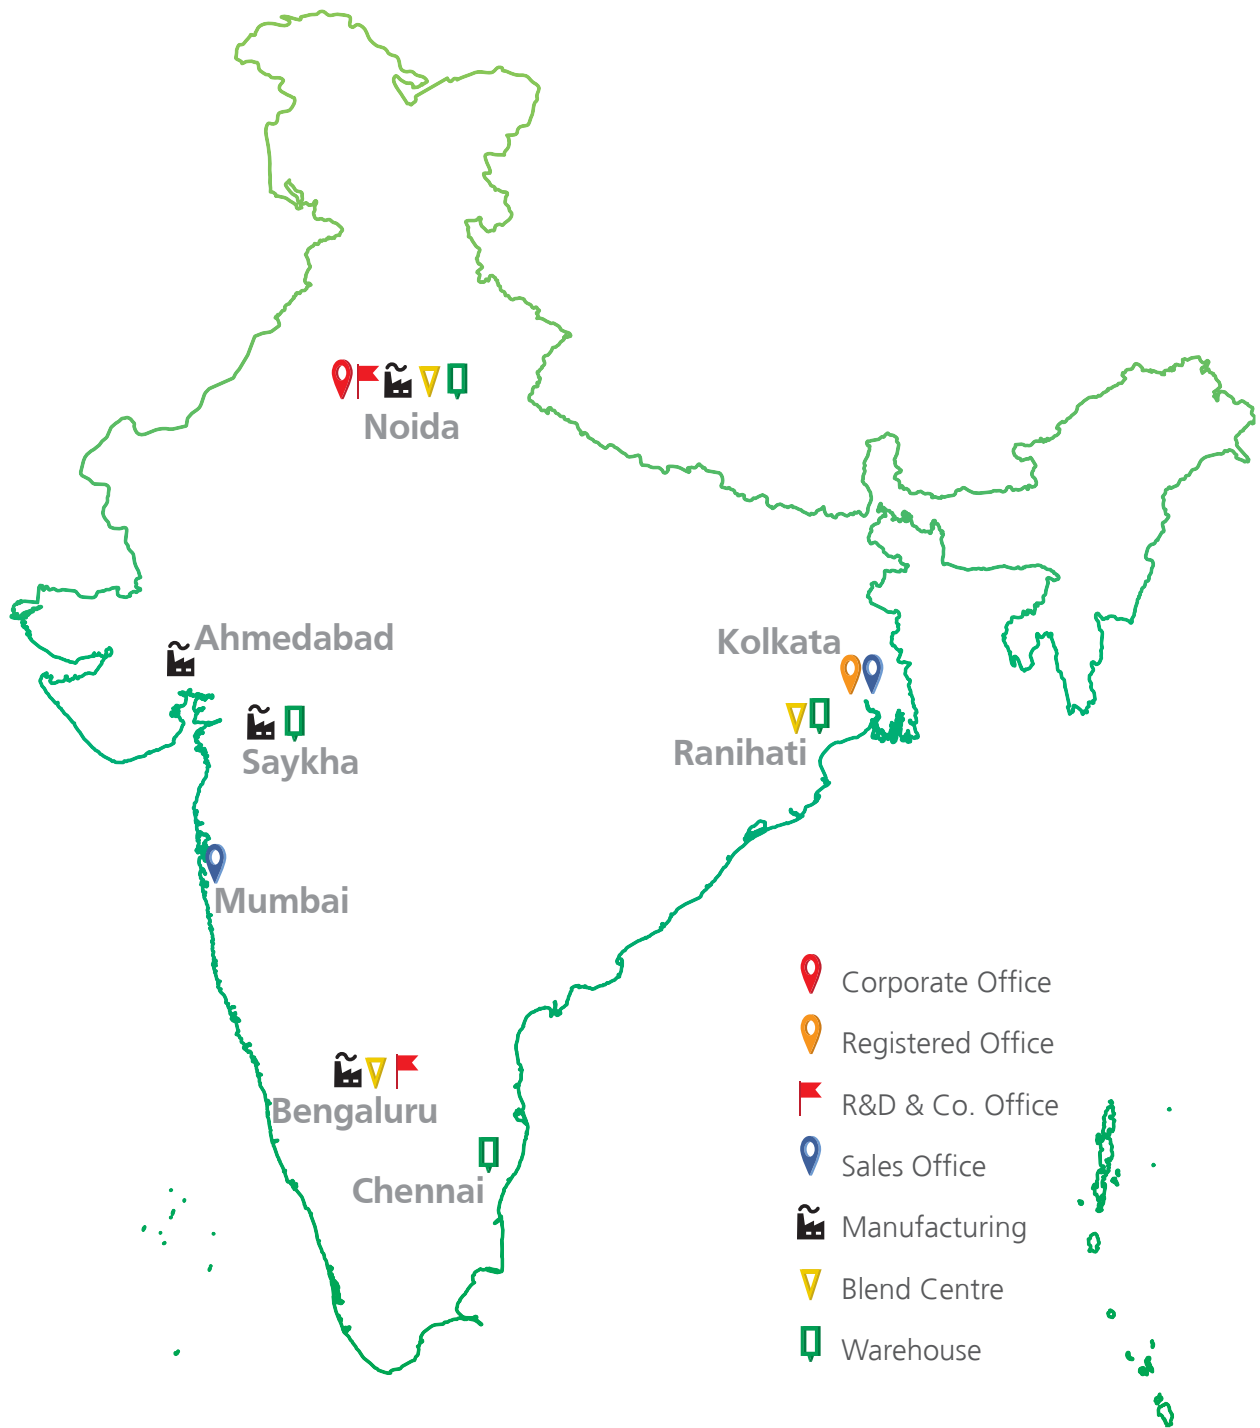 Noida
Ahmedabad
Kolkata
Saykha
Ranihati
Mumbai
Bengaluru
Chennai
Corporate Office
Registered Office
R&D & Co. Office
Sales Office
Manufacturing
Blend Centre
Warehouse